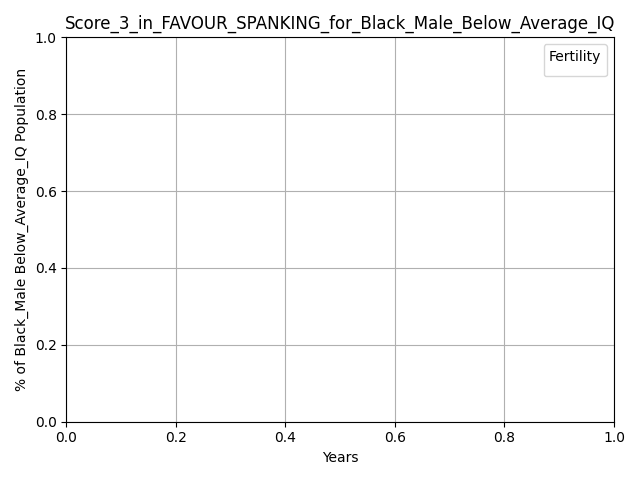 Score_3_in_FAVOUR_SPANKING_for_Black_Male_Below_Average_IQ
Fertility
% of Black_Male Below_Average_IQ Population
1.0
0.8
0.6
0.4
0.2
0.0
0.0 0.2 0.4 0.6 0.8 1.0
Years